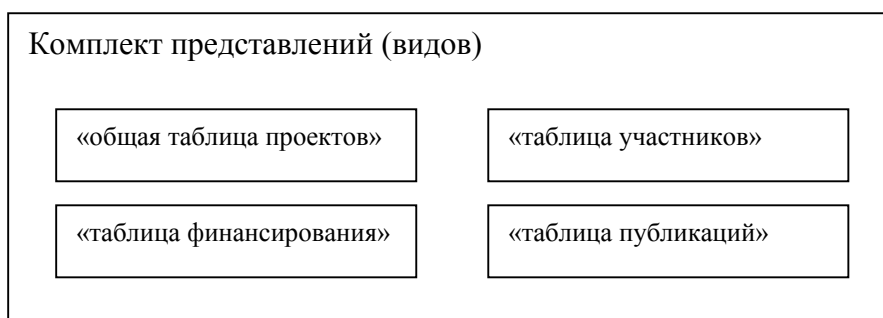 Комплект представлений (видов)
«общая таблица проектов»
«таблица участников»
«таблица финансирования»
«таблица публикаций»